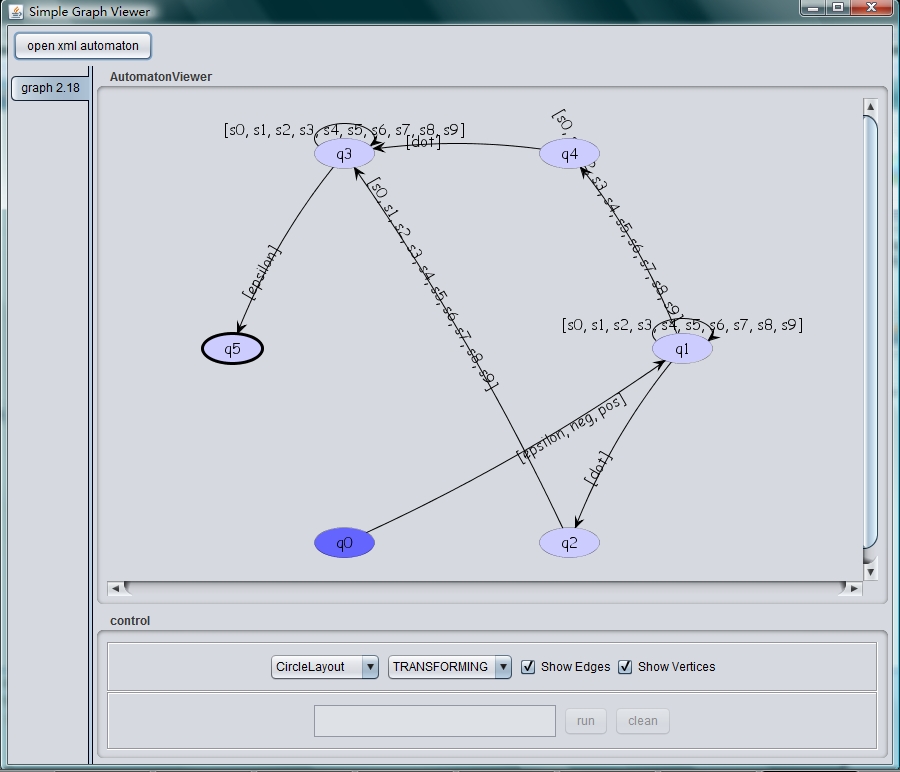 Simple Graph Viewer
open xml automaton
graph 2.18
AutomatonViewer
[s0, s1, s2, s3, s4, s5, s6, s7, s8, s9]
[dot]
q3
q4
[s0, s1, s2, s3, s4, s5, s6, s7, s8, s9]
[s0, s3, s4, s5, s6, s7, s8, s9]
[epsilon]
[s0, s1, s2, s3, s4, s5, s6, s7, s8, s9]
q5
q1
[epsilon, neg, pos]
[dot]
q0
q2
control
CircleLayout
TRANSFORMING
Show Edges
Show Vertices
run
clean